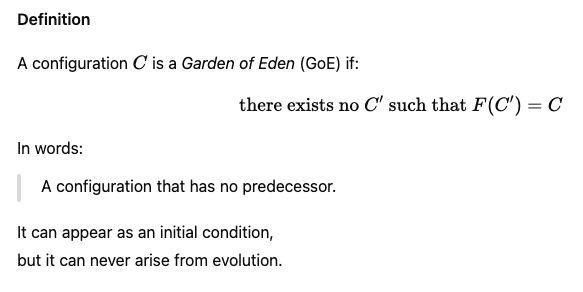 Definition
A configuration C is a Garden of Eden (GoE) if:
there exists no C′ such that F(C′) = C
In words:
A configuration that has no predecessor.
It can appear as an initial condition,
but it can never arise from evolution.